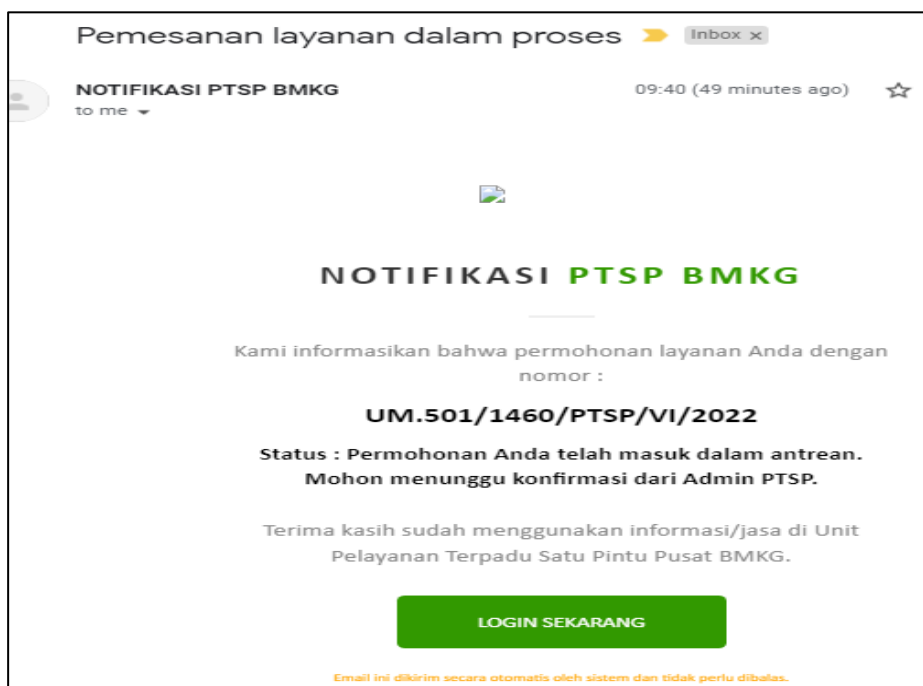 Pemesanan layanan dalam proses Inbox x
NOTIFIKASI PTSP BMKG 09:40 (49 minutes ago)
to me
NOTIFIKASI PTSP BMKG
Kami informasikan bahwa permohonan layanan Anda dengan
nomor :
UM.501/1460/PTSP/VI/2022
Status : Permohonan Anda telah masuk dalam antrean.
Mohon menunggu konfirmasi dari Admin PTSP.
Terima kasih sudah menggunakan informasi/jasa di Unit
Pelayanan Terpadu Satu Pintu Pusat BMKG.
LOGIN SEKARANG
Email ini dikirim secara otomatis oleh sistem dan tidak perlu dibalas.